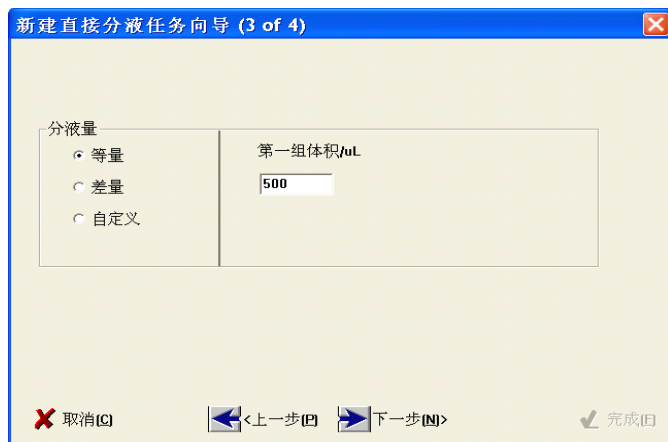 新建直接分液任务向导 (3 of 4)
分液量
等量
差量
自定义
第一组体积/uL
500
取消(C)
<上一步(P)
下一步(N)>
完成(F)